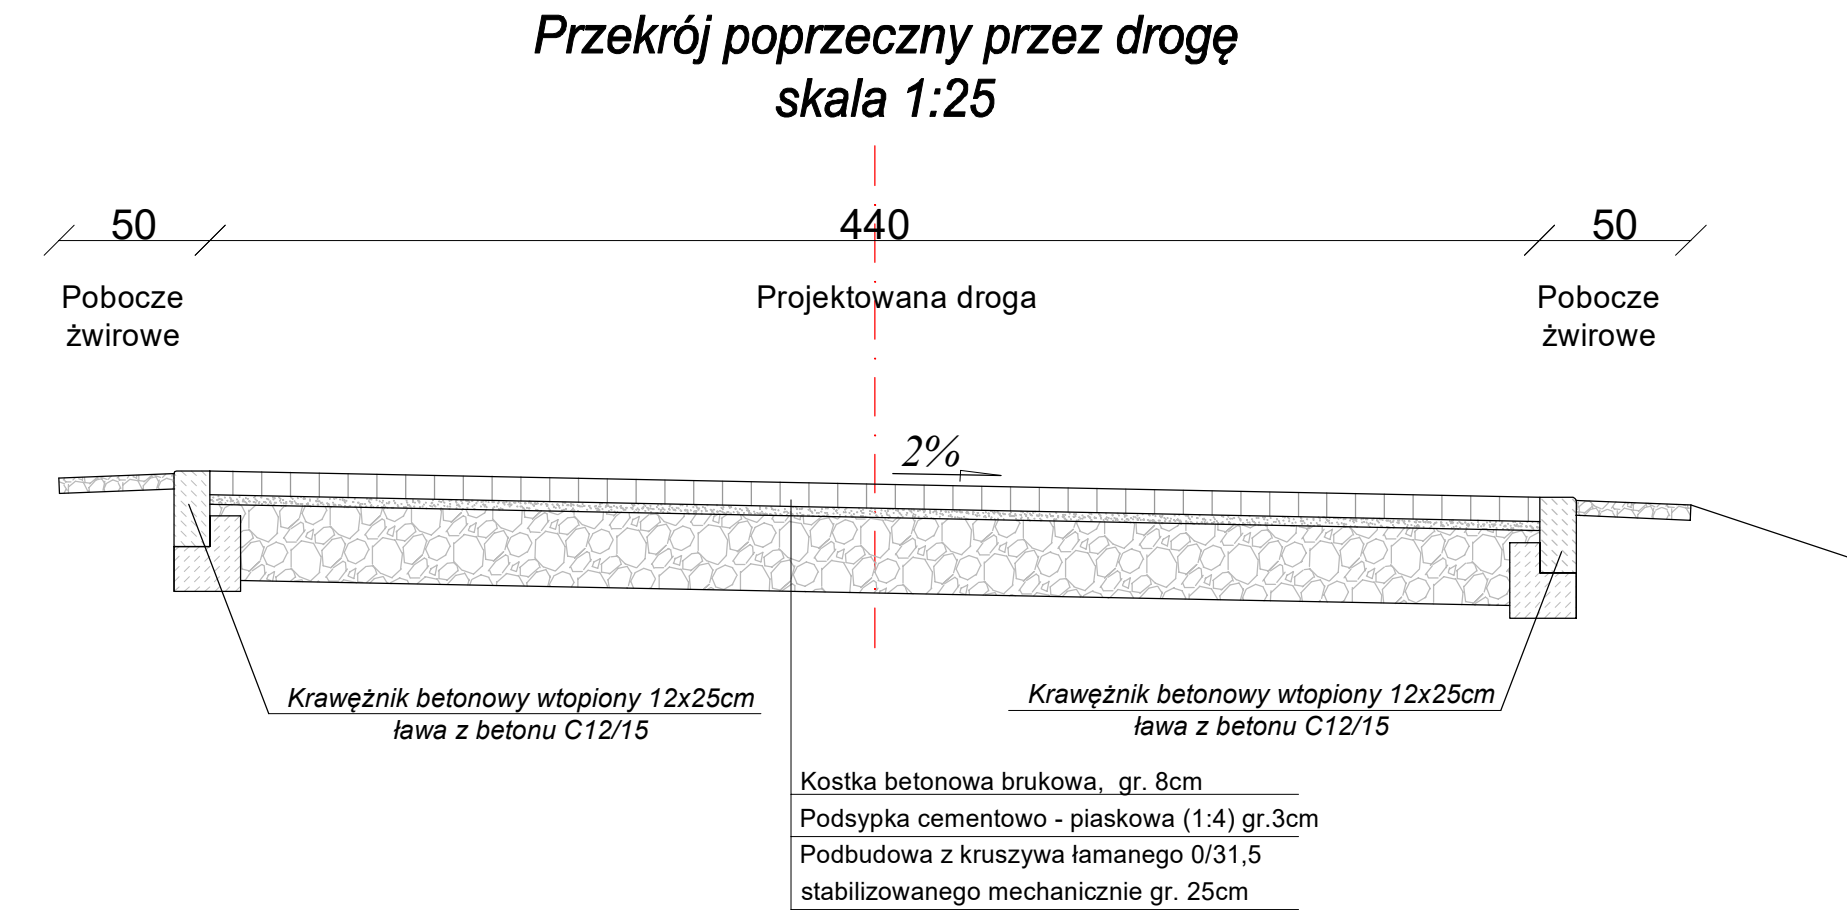 Przekrój poprzeczny przez drogę
skala 1:25
50
440
50
Pobocze
żwirowe
Projektowana droga
Pobocze
żwirowe
2%
Krawężnik betonowy wtopiony 12x25cm
ława z betonu C12/15
Krawężnik betonowy wtopiony 12x25cm
ława z betonu C12/15
Kostka betonowa brukowa, gr. 8cm
Podsypka cementowo - piaskowa (1:4) gr.3cm
Podbudowa z kruszywa łamanego 0/31,5
stabilizowanego mechanicznie gr. 25cm